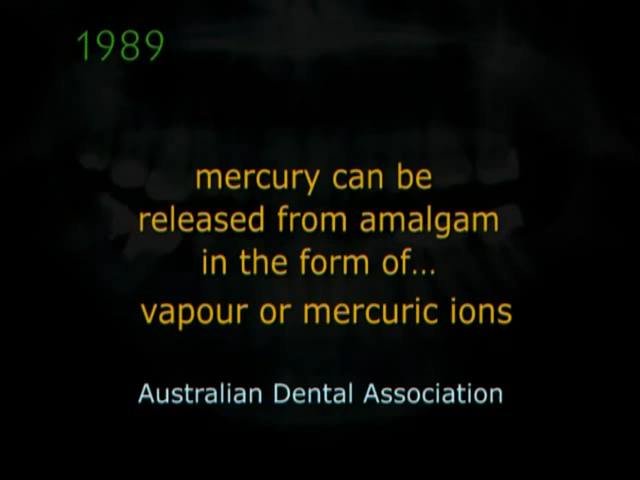 1989
mercury can be
released from amalgam
in the form of...
vapour or mercuric ions
Australian Dental Association